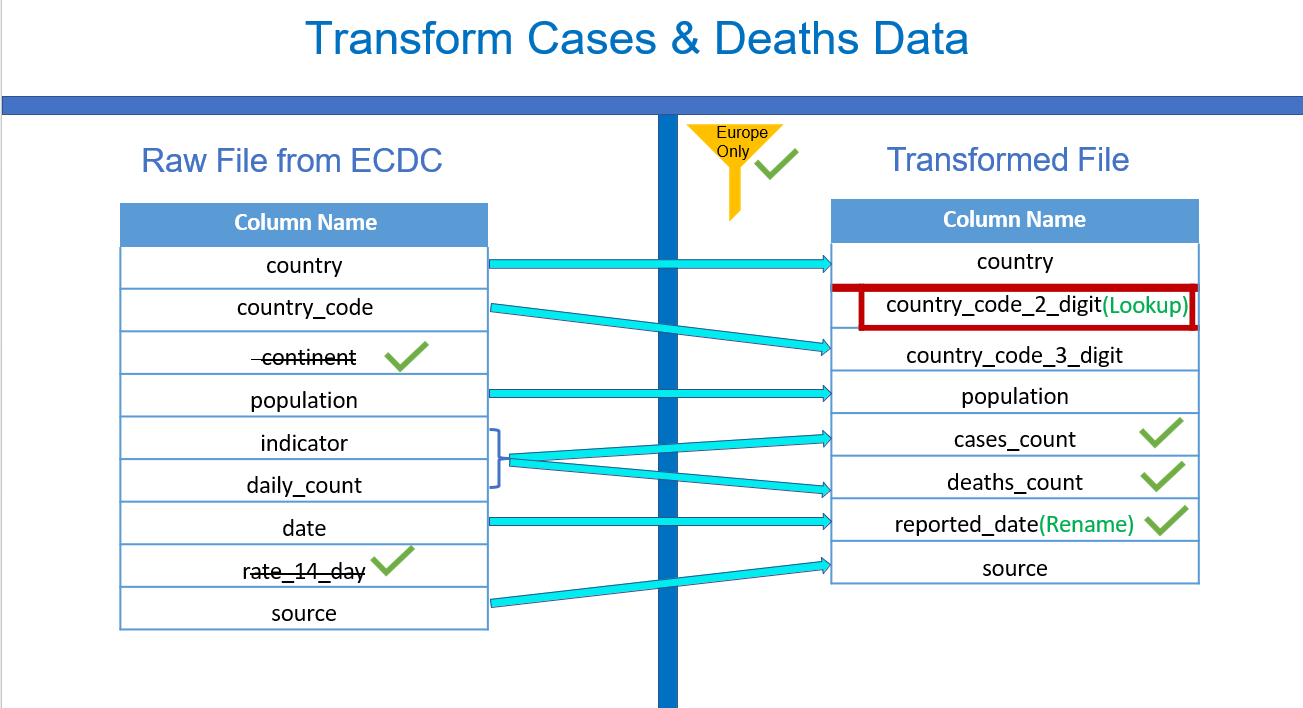 Transform Cases & Deaths Data
Raw File from ECDC
Column Name
country
country_code
continent
population
indicator
daily_count
date
rate_14_day
source
Europe
Only
Transformed File
Column Name
country
country_code_2_digit(Lookup)
country_code_3_digit
population
cases_count
deaths_count
reported_date(Rename)
source